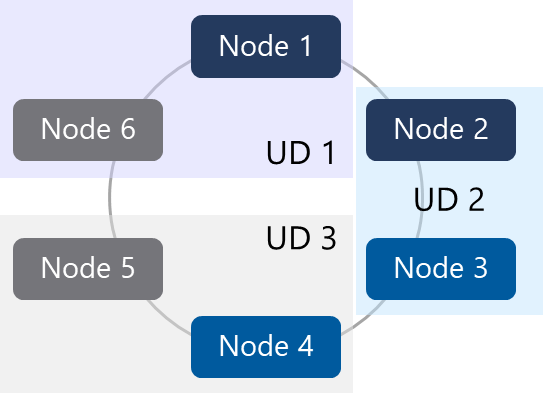 Node 1
Node 6
Node 2
UD 1
UD 2
UD 3
Node 5
Node 3
Node 4